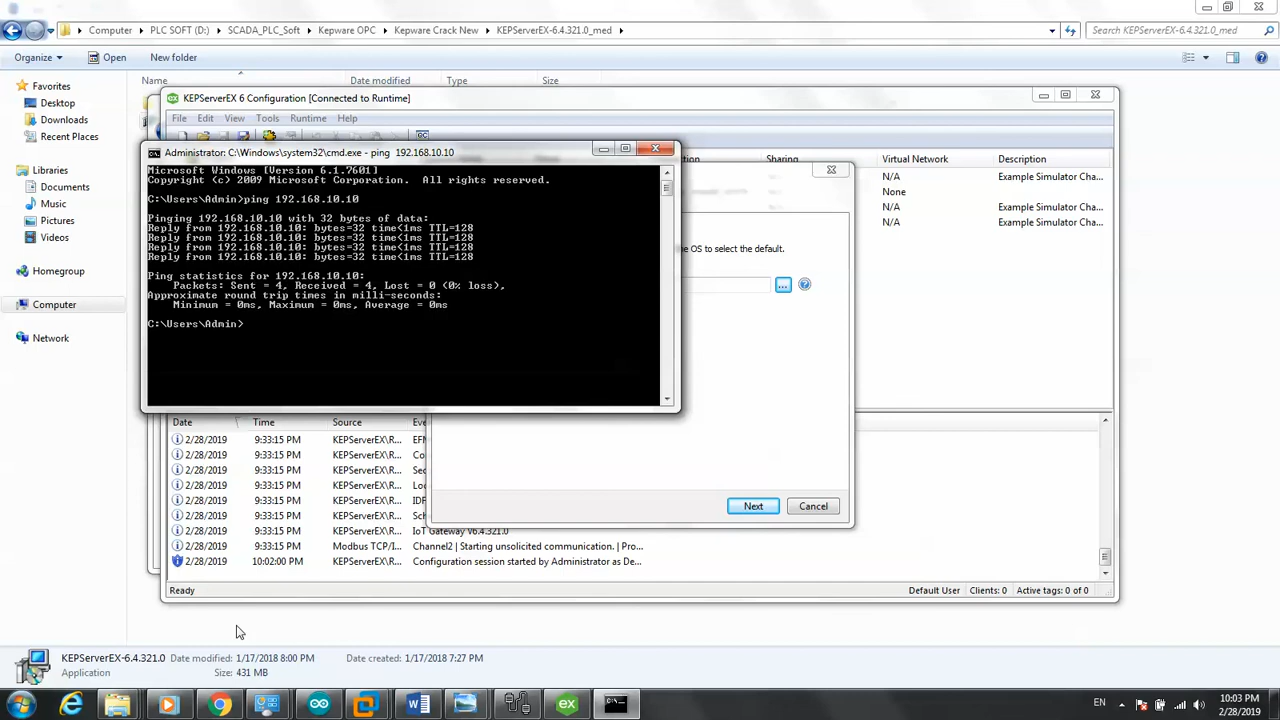 Computer ▸ PLC SOFT (D:) ▸ SCADA_PLC_Soft ▸ Kepware OPC ▸ Kepware Crack New ▸ KEPServerEX-6.4.321.0_med ▸
Search KEPServerEX-6.4.321.0_med
Organize Open New folder
Name Date modified Type Size
Favorites
Desktop
Downloads
Recent Places
Libraries
Documents
Music
Pictures
Videos
Homegroup
Computer
Network
KEPServerEX 6 Configuration [Connected to Runtime]
File Edit View Tools Runtime Help
Sharing Virtual Network Description
N/A Example Simulator Cha...
None
N/A Example Simulator Cha...
N/A Example Simulator Cha...
Administrator: C:\Windows\system32\cmd.exe - ping 192.168.10.10
Microsoft Windows [Version 6.1.7601]
Copyright (c) 2009 Microsoft Corporation. All rights reserved.
C:\Users\Admin>ping 192.168.10.10
Pinging 192.168.10.10 with 32 bytes of data:
Reply from 192.168.10.10: bytes=32 time<1ms TTL=128
Reply from 192.168.10.10: bytes=32 time<1ms TTL=128
Reply from 192.168.10.10: bytes=32 time<1ms TTL=128
Reply from 192.168.10.10: bytes=32 time<1ms TTL=128
Ping statistics for 192.168.10.10:
Packets: Sent = 4, Received = 4, Lost = 0 (0% loss),
Approximate round trip times in milli-seconds:
Minimum = 0ms, Maximum = 0ms, Average = 0ms
C:\Users\Admin>
the OS to select the default.
...
Next Cancel
Date Time Source Eve
2/28/2019 9:33:15 PM KEPServerEX\R... EFM
2/28/2019 9:33:15 PM KEPServerEX\R... Co
2/28/2019 9:33:15 PM KEPServerEX\R... Sec
2/28/2019 9:33:15 PM KEPServerEX\R... Lo
2/28/2019 9:33:15 PM KEPServerEX\R... IDF
2/28/2019 9:33:15 PM KEPServerEX\R... Sch
2/28/2019 9:33:15 PM KEPServerEX\R... IoT Gateway V6.4.321.0
2/28/2019 9:33:15 PM Modbus TCP/I... Channel2 | Starting unsolicited communication. | Pro...
2/28/2019 10:02:00 PM KEPServerEX\R... Configuration session started by Administrator as De...
Ready Default User Clients: 0 Active tags: 0 of 0
KEPServerEX-6.4.321.0 Date modified: 1/17/2018 8:00 PM Date created: 1/17/2018 7:27 PM
Application Size: 431 MB
EN
10:03 PM
2/28/2019